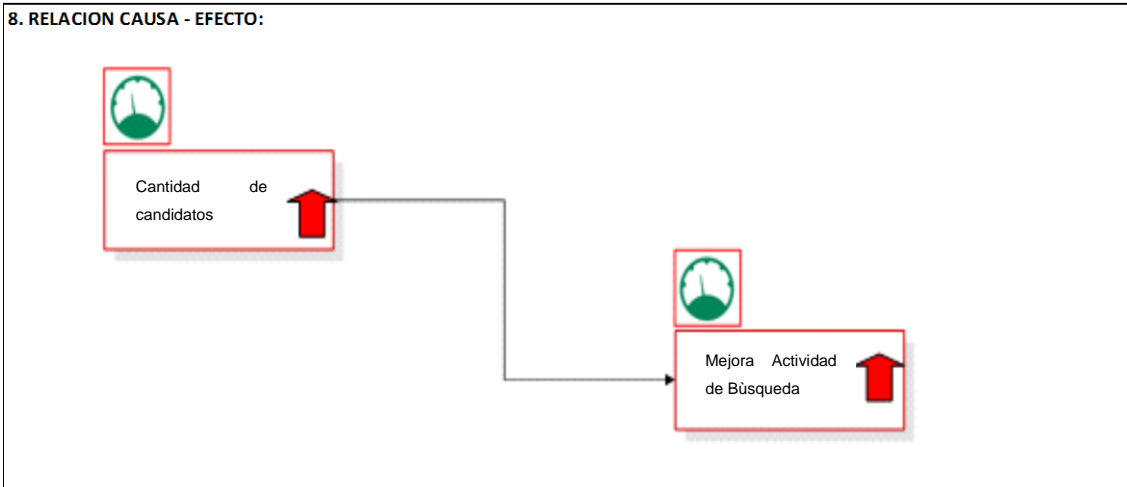 8. RELACION CAUSA - EFECTO:
Cantidad de
candidatos
Mejora Actividad
de Bùsqueda